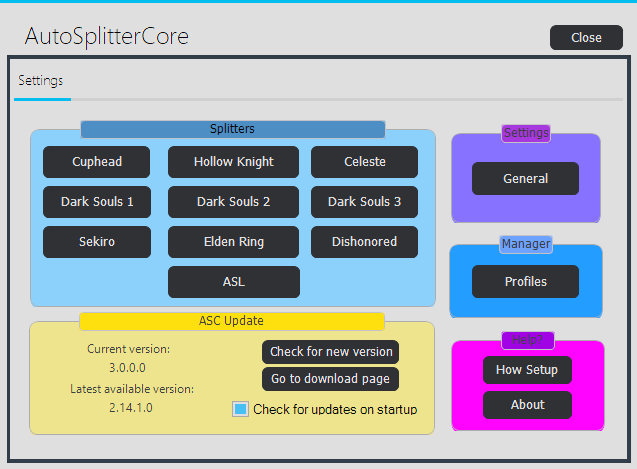 AutoSplitterCore
Close
Settings
Splitters
Cuphead
Hollow Knight
Celeste
Dark Souls 1
Dark Souls 2
Dark Souls 3
Sekiro
Elden Ring
Dishonored
ASL
ASC Update
Current version:
3.0.0.0
Latest available version:
2.14.1.0
Check for new version
Go to download page
Check for updates on startup
Settings
General
Manager
Profiles
Help?
How Setup
About